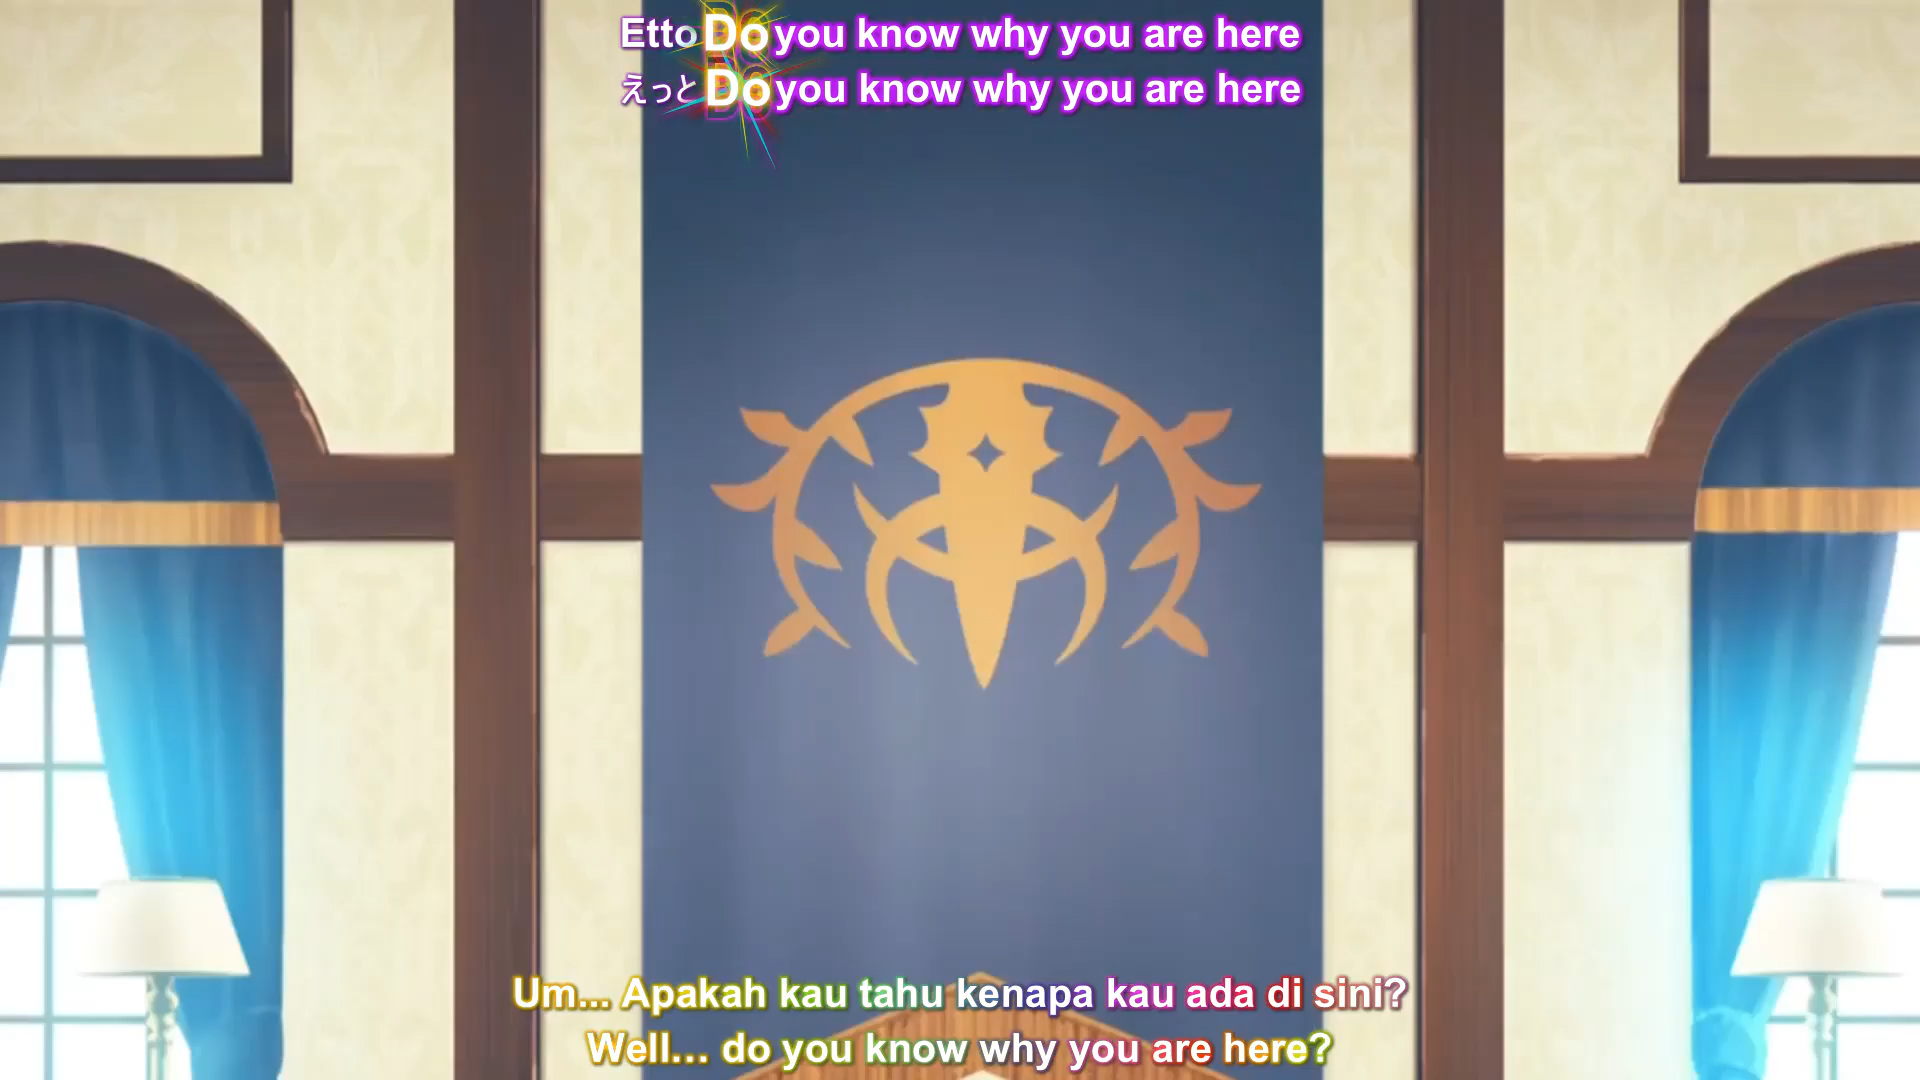 Etto Do you know why you are here
えっと Do you know why you are here
Um... Apakah kau tahu kenapa kau ada di sini?
Well... do you know why you are here?